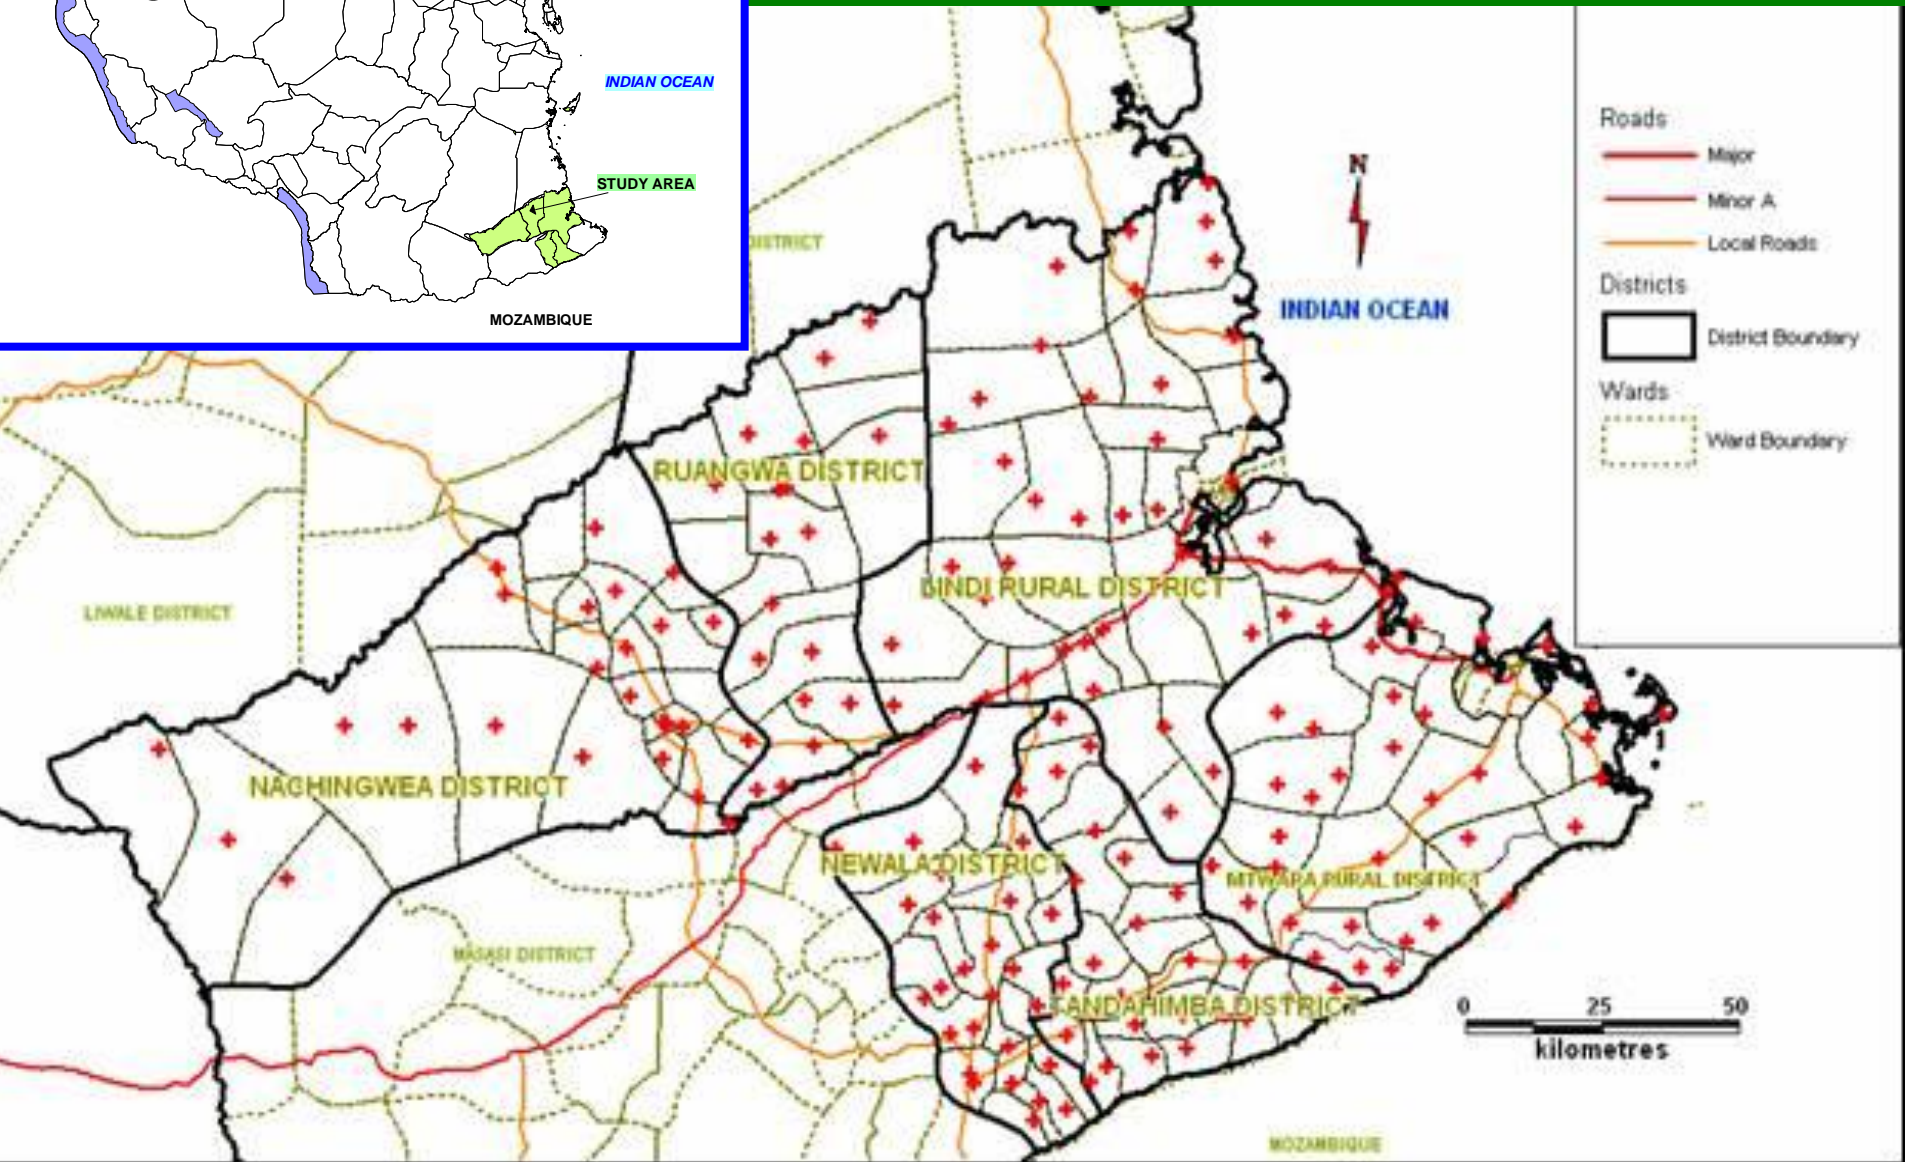 INDIAN OCEAN
STUDY AREA
MOZAMBIQUE
DISTRICT
N
INDIAN OCEAN
Roads
Major
Minor A
Local Roads
Districts
District Boundary
Wards
Ward Boundary
RUANGWA DISTRICT
LINDI RURAL DISTRICT
LIWALE DISTRICT
NACHINGWEA DISTRICT
NEWALA DISTRICT
MTWARA RURAL DISTRICT
MASASI DISTRICT
TANDAHIMBA DISTRICT
0 25 50
kilometres
MOZAMBIQUE